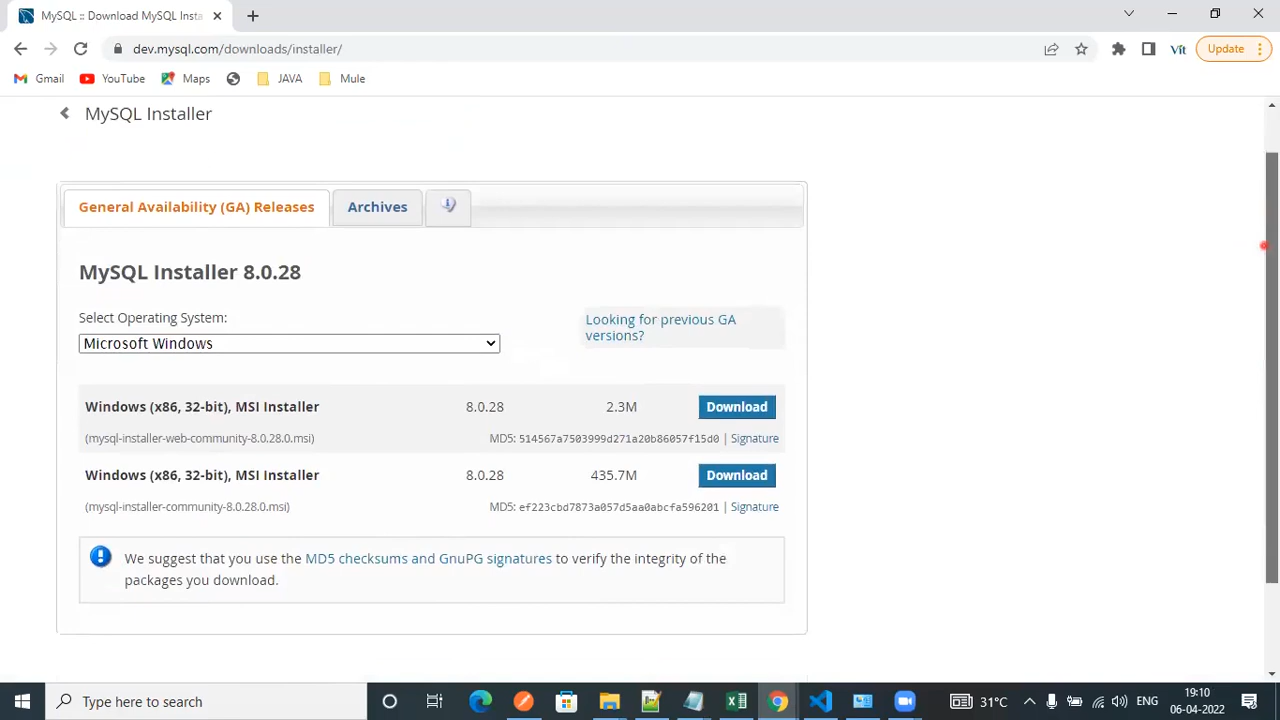 MySQL :: Download MySQL Insta
dev.mysql.com/downloads/installer/
Vít
Update
Gmail
YouTube
Maps
JAVA
Mule
MySQL Installer
General Availability (GA) Releases
Archives
MySQL Installer 8.0.28
Select Operating System:
Looking for previous GA
versions?
Microsoft Windows
Windows (x86, 32-bit), MSI Installer 8.0.28 2.3M Download
(mysql-installer-web-community-8.0.28.0.msi) MD5: 514567a7503999d271a20b86057f15d0 | Signature
Windows (x86, 32-bit), MSI Installer 8.0.28 435.7M Download
(mysql-installer-community-8.0.28.0.msi) MD5: ef223cbd7873a057d5aa0abcfa596201 | Signature
We suggest that you use the MD5 checksums and GnuPG signatures to verify the integrity of the
packages you download.
Type here to search
31°C
ENG
19:10
06-04-2022